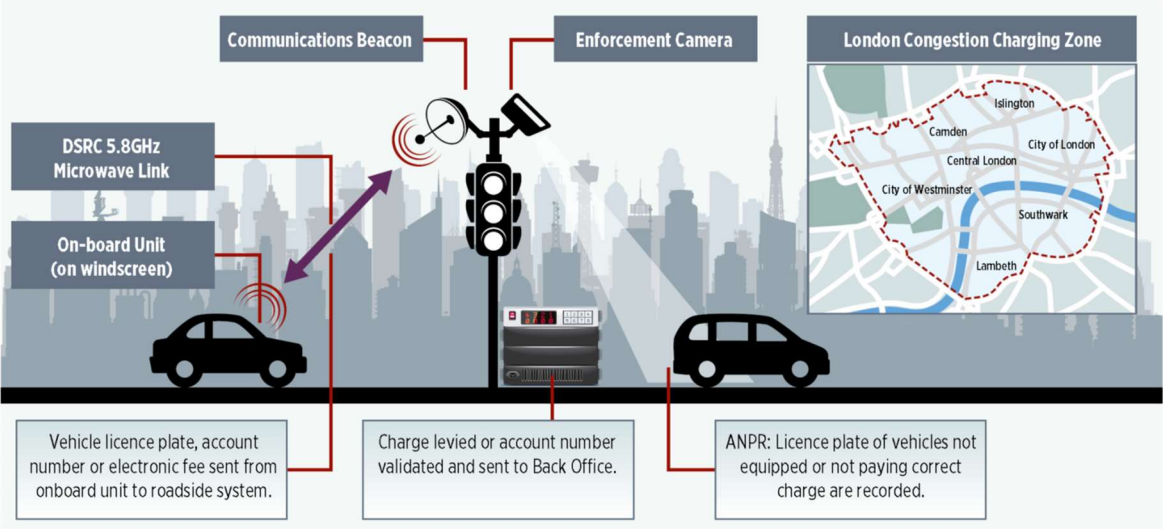 Communications Beacon
Enforcement Camera
London Congestion Charging Zone
DSRC 5.8GHz
Microwave Link
On-board Unit
(on windscreen)
Islington
Camden
City of London
Central London
City of Westminster
Southwark
Lambeth
Vehicle licence plate, account
number or electronic fee sent from
onboard unit to roadside system.
Charge levied or account number
validated and sent to Back Office.
ANPR: Licence plate of vehicles not
equipped or not paying correct
charge are recorded.